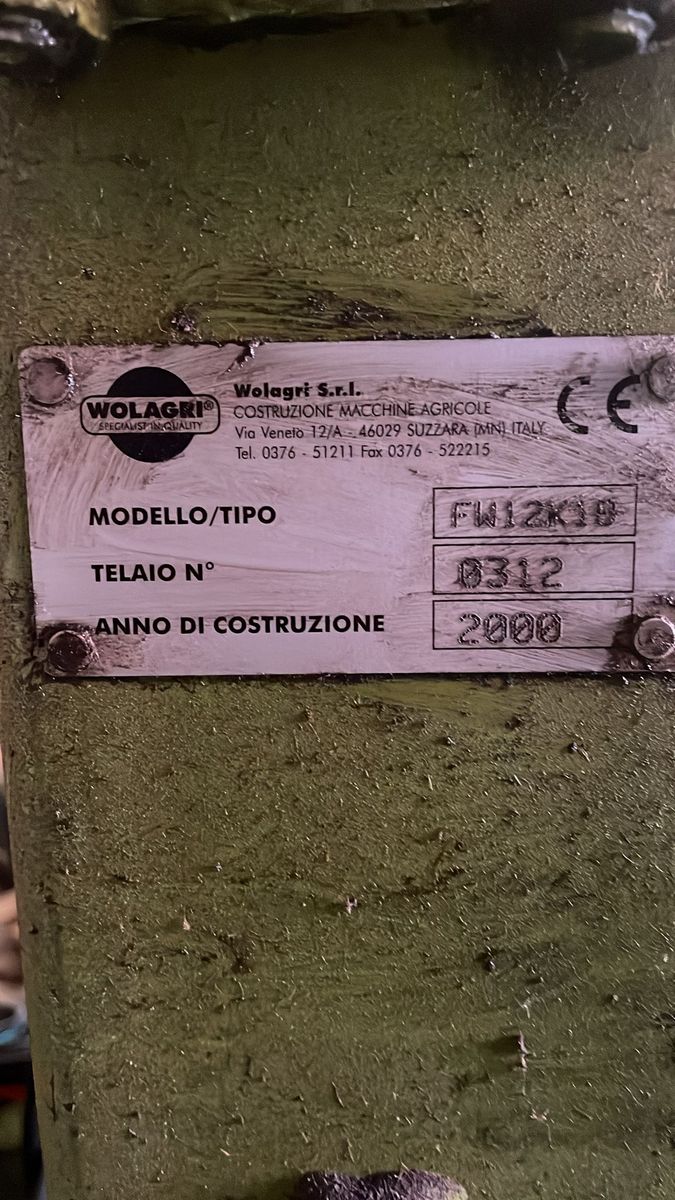 WOLAGRI®
SPECIALIST IN QUALITY
Wolagri S.r.l.
COSTRUZIONE MACCHINE AGRICOLE
Via Veneto 12/A - 46029 SUZZARA (MN) ITALY
Tel. 0376 - 51211 Fax 0376 - 522215
CE
MODELLO/TIPO FW12K10
TELAIO N° 0312
ANNO DI COSTRUZIONE 2000